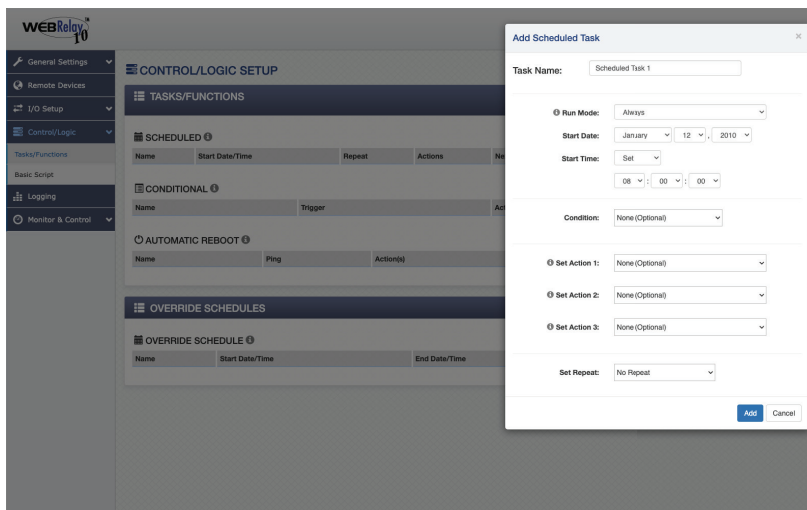 WEBRelay
10
General Settings
Remote Devices
I/O Setup
Control/Logic
Tasks/Functions
Basic Script
Logging
Monitor & Control
CONTROL/LOGIC SETUP
TASKS/FUNCTIONS
SCHEDULED
Name Start Date/Time Repeat Actions Ne
CONDITIONAL
Name Trigger Act
AUTOMATIC REBOOT
Name Ping Action(s)
OVERRIDE SCHEDULES
OVERRIDE SCHEDULE
Name Start Date/Time End Date/Time
Add Scheduled Task ×
Task Name: Scheduled Task 1
Run Mode: Always
Start Date: January 12 , 2010
Start Time: Set
08 : 00 : 00
Condition: None (Optional)
Set Action 1: None (Optional)
Set Action 2: None (Optional)
Set Action 3: None (Optional)
Set Repeat: No Repeat
Add Cancel